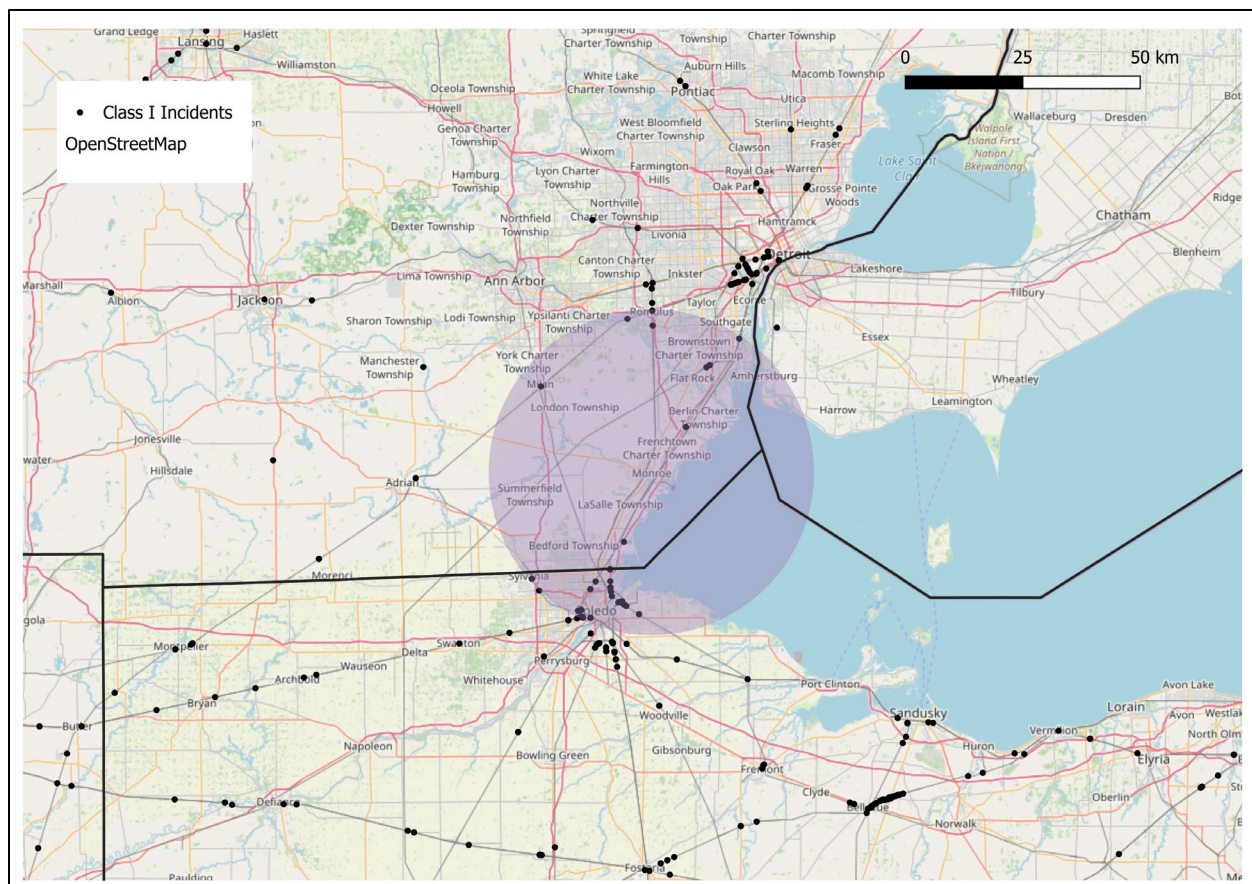 Grand Ledge
Haslett
Lansing
Williamston
Springfield
Charter Township
Township
Charter
Township
Oceola Township
White Lake
Charter Township
Auburn Hills
Pontiac
Macomb Township
Utica
Howell
Genoa Charter
Township
West Bloomfield
Charter Township
Sterling Heights
Fraser
Wixom
Clawson
Hamburg
Township
Lyon Charter
Township
Farmington
Hills
Royal Oak
Warren
Oak Park
Grosse Pointe
Woods
Northville
Charter Township
Northfield
Township
Dexter Township
Livonia
Hamtramck
Canton Charter
Township
Inkster
Detroit
Marshall
Albion
Jackson
Lima Township
Ann Arbor
Taylor
Ecorse
Sharon Township
Lodi Township
Ypsilanti Charter
Township
Romulus
Southgate
Manchester
Township
York Charter
Township
Milan
Brownstown
Charter Township
Flat Rock
Amherstburg
London Township
Berlin Charter
Township
Jonesville
Hillsdale
Frenchtown
Charter Township
Monroe
Adrian
Summerfield
Township
LaSalle Township
Bedford Township
Morenci
Sylvania
Toledo
Perrysburg
Whitehouse
Swanton
Delta
Wauseon
Archbold
Bryan
Montpelier
Butler
Napoleon
Defiance
Paulding
Bowling Green
Woodville
Gibsonburg
Fremont
Fostoria
Clyde
Bellevue
Norwalk
Port Clinton
Sandusky
Huron
Vermilion
Lorain
Avon Lake
Avon
Westlak
North Olm
Elyria
Oberlin
Lakeshore
Essex
Harrow
Leamington
Wheatley
Tilbury
Chatham
Blenheim
Ridge
Wallaceburg
Dresden
Walpole
Island First
Nation /
Bkejwanong
Lake Saint
0 25 50 km
Class I Incidents
OpenStreetMap